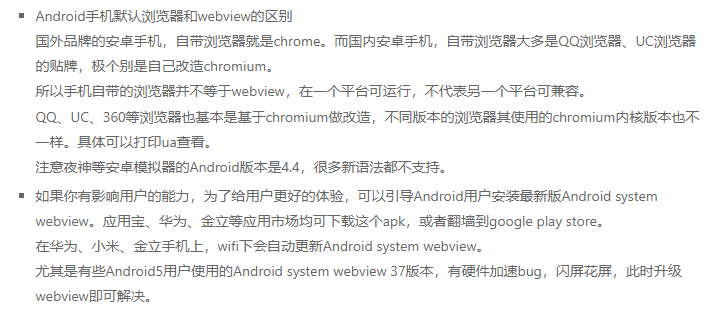 Android手机默认浏览器和webview的区别
国外品牌的安卓手机，自带浏览器就是chrome。而国内安卓手机，自带浏览器大多是QQ浏览器、UC浏览器
的贴牌，极个别是自己改造chromium。
所以手机自带的浏览器并不等于webview，在一个平台可运行，不代表另一个平台可兼容。
QQ、UC、360等浏览器也基本是基于chromium做改造，不同版本的浏览器其使用的chromium内核版本也不
一样。具体可以打印ua查看。
注意夜神等安卓模拟器的Android版本是4.4，很多新语法都不支持。
如果你有影响用户的能力，为了给用户更好的体验，可以引导Android用户安装最新版Android system
webview。应用宝、华为、金立等应用市场均可下载这个apk，或者翻墙到google play store。
在华为、小米、金立手机上，wifi下会自动更新Android system webview。
尤其是有些Android5用户使用的Android system webview 37版本，有硬件加速bug，闪屏花屏，此时升级
webview即可解决。